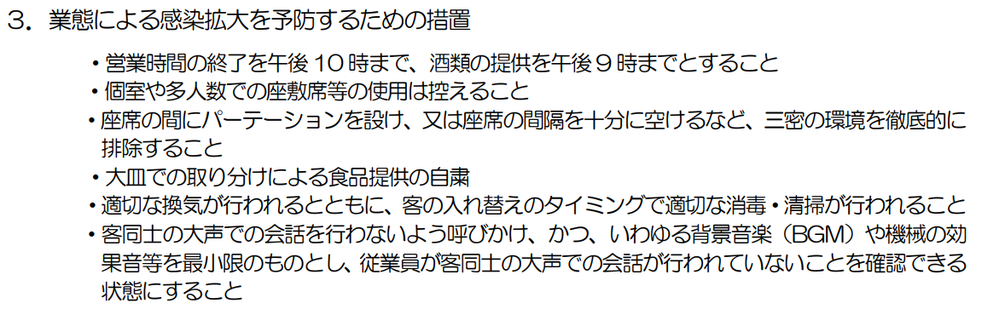 ３．業態による感染拡大を予防するための措置
・営業時間の終了を午後 10 時まで、酒類の提供を午後９時までとすること
・個室や多人数での座敷席等の使用は控えること
・座席の間にパーテーションを設け、又は座席の間隔を十分に空けるなど、三密の環境を徹底的に
排除すること
・大皿での取り分けによる食品提供の自粛
・適切な換気が行われるとともに、客の入れ替えのタイミングで適切な消毒・清掃が行われること
・客同士の大声での会話を行わないよう呼びかけ、かつ、いわゆる背景音楽（BGM）や機械の効
果音等を最小限のものとし、従業員が客同士の大声での会話が行われていないことを確認できる
状態にすること